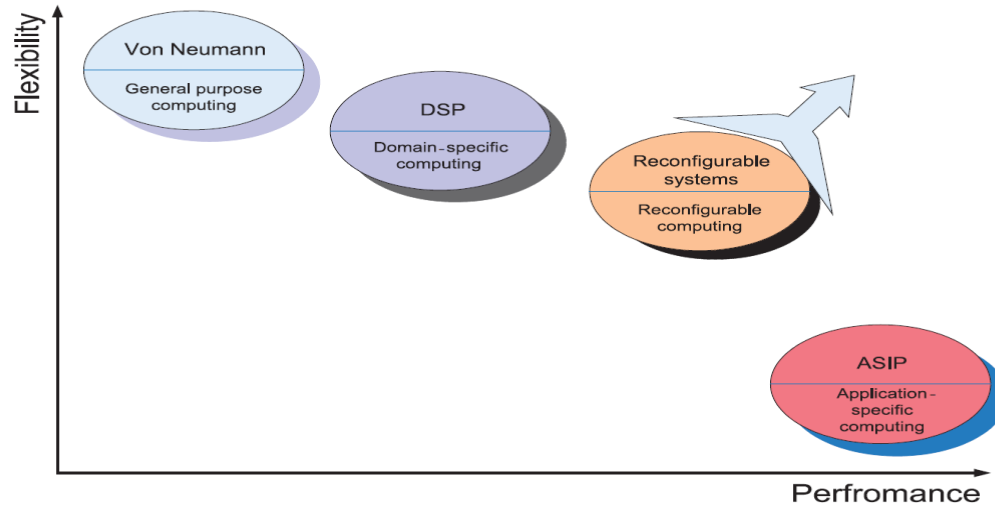 Flexibility
Von Neumann
General purpose
computing
DSP
Domain-specific
computing
Reconfigurable
systems
Reconfigurable
computing
ASIP
Application-
specific
computing
Perfromance